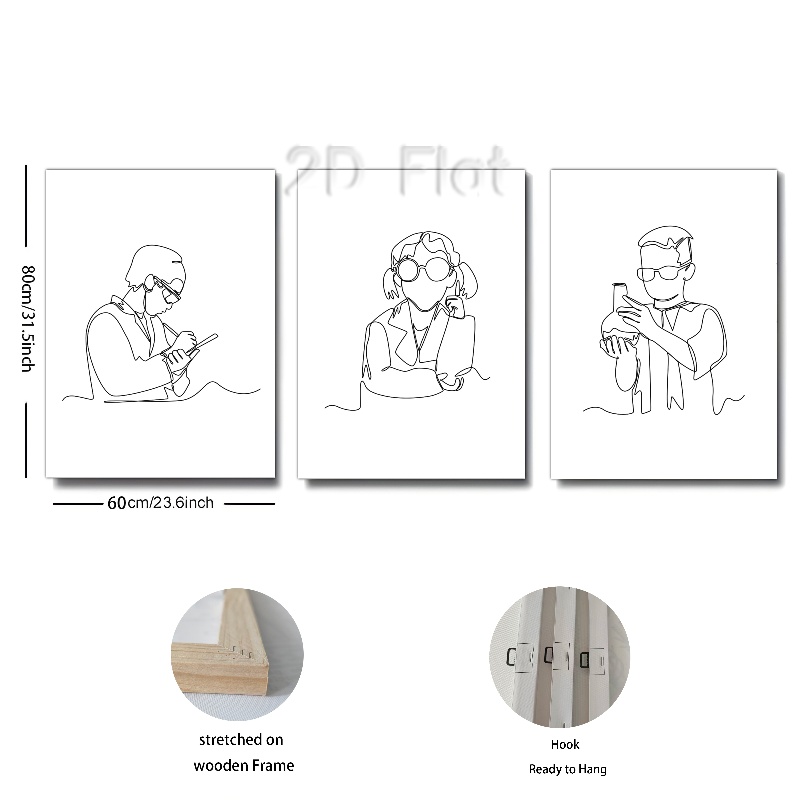 2D Flat
80cm/31.5inch
60cm/23.6inch
stretched on
wooden Frame
Hook
Ready to Hang